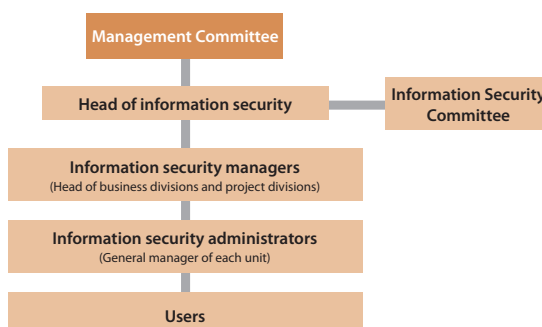 Management Committee
Head of information security
Information Security
Committee
Information security managers
(Head of business divisions and project divisions)
Information security administrators
(General manager of each unit)
Users